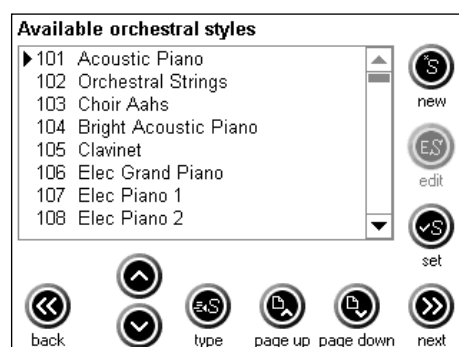 Available orchestral styles
101 Acoustic Piano
102 Orchestral Strings
103 Choir Aahs
104 Bright Acoustic Piano
105 Clavinet
106 Elec Grand Piano
107 Elec Piano 1
108 Elec Piano 2
new
edit
set
back
type
page up
page down
next